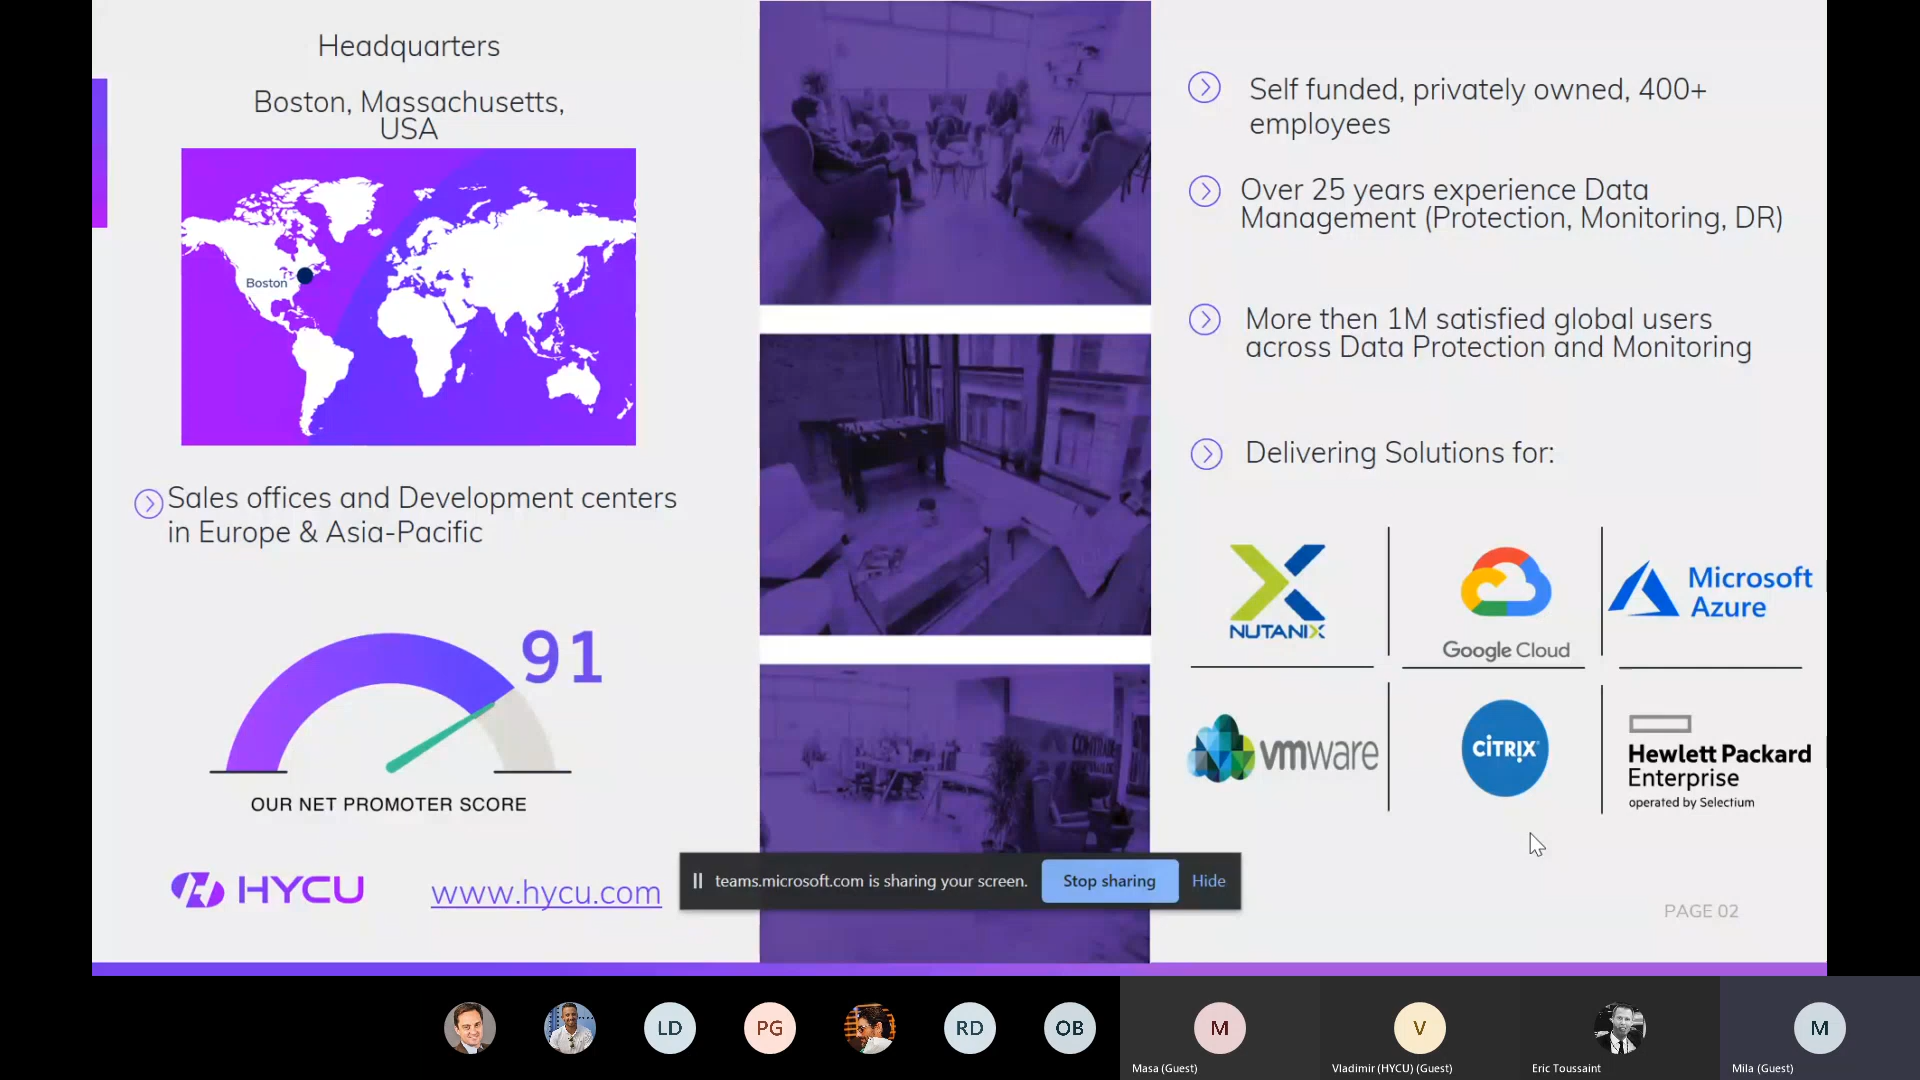 Headquarters
Boston, Massachusetts,
USA
Boston
Sales offices and Development centers
in Europe & Asia-Pacific
91
OUR NET PROMOTER SCORE
HYCU
www.hycu.com
Self funded, privately owned, 400+
employees
Over 25 years experience Data
Management (Protection, Monitoring, DR)
More then 1M satisfied global users
across Data Protection and Monitoring
Delivering Solutions for:
NUTANIX
Google Cloud
Microsoft
Azure
vmware
CITRIX
Hewlett Packard
Enterprise
operated by Selectium
teams.microsoft.com is sharing your screen.
Stop sharing
Hide
PAGE 02
LD
PG
RD
OB
M
V
M
Masa (Guest)
Vladimir (HYCU) (Guest)
Eric Toussaint
Mila (Guest)